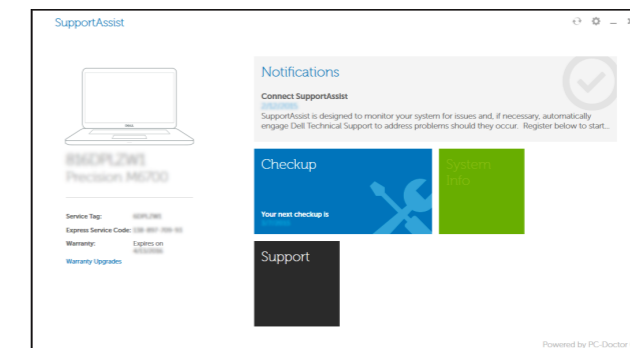 SupportAssist
Notifications
Connect SupportAssist
SupportAssist is designed to monitor your system for issues and, if necessary, automatically
engage Dell Technical Support to address problems should they occur. Register below to start...
Checkup
System
Info
Precision M6700
Service Tag:
Express Service Code:
Warranty: Expires on
Warranty Upgrades
Your next checkup is
Support
Powered by PC-Doctor